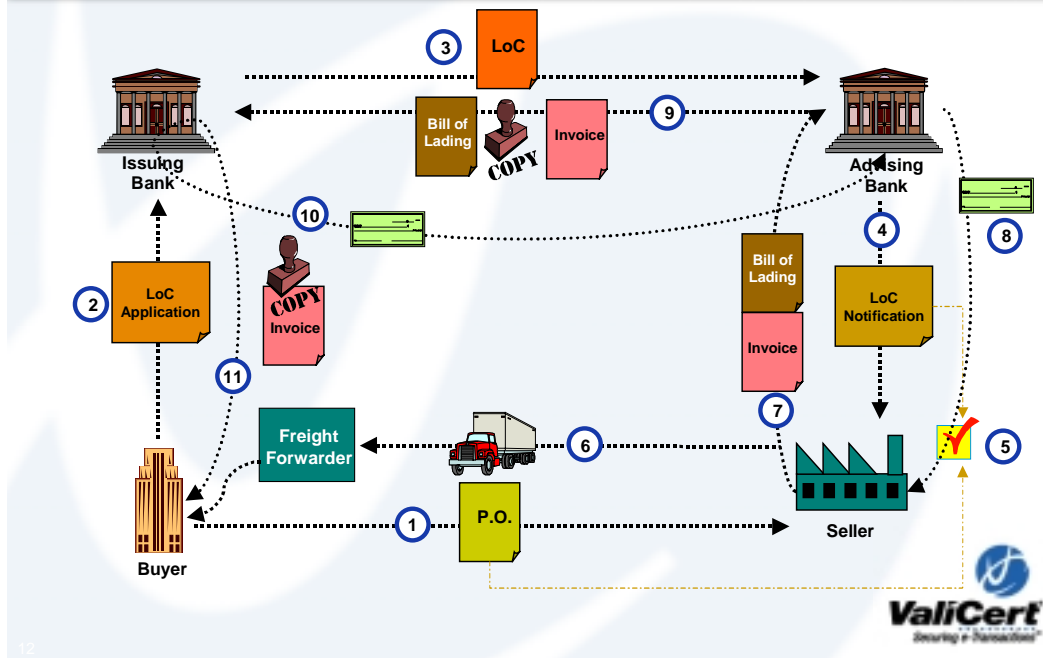 3
LoC
9
Bill of
Lading
COPY
Invoice
Issuing
Bank
Advising
Bank
10
4
8
2
LoC
Application
COPY
Invoice
Bill of
Lading
LoC
Notification
Invoice
11
7
Freight
Forwarder
6
5
1
P.O.
Seller
Buyer
ValiCert
Securing e-Transactions
12